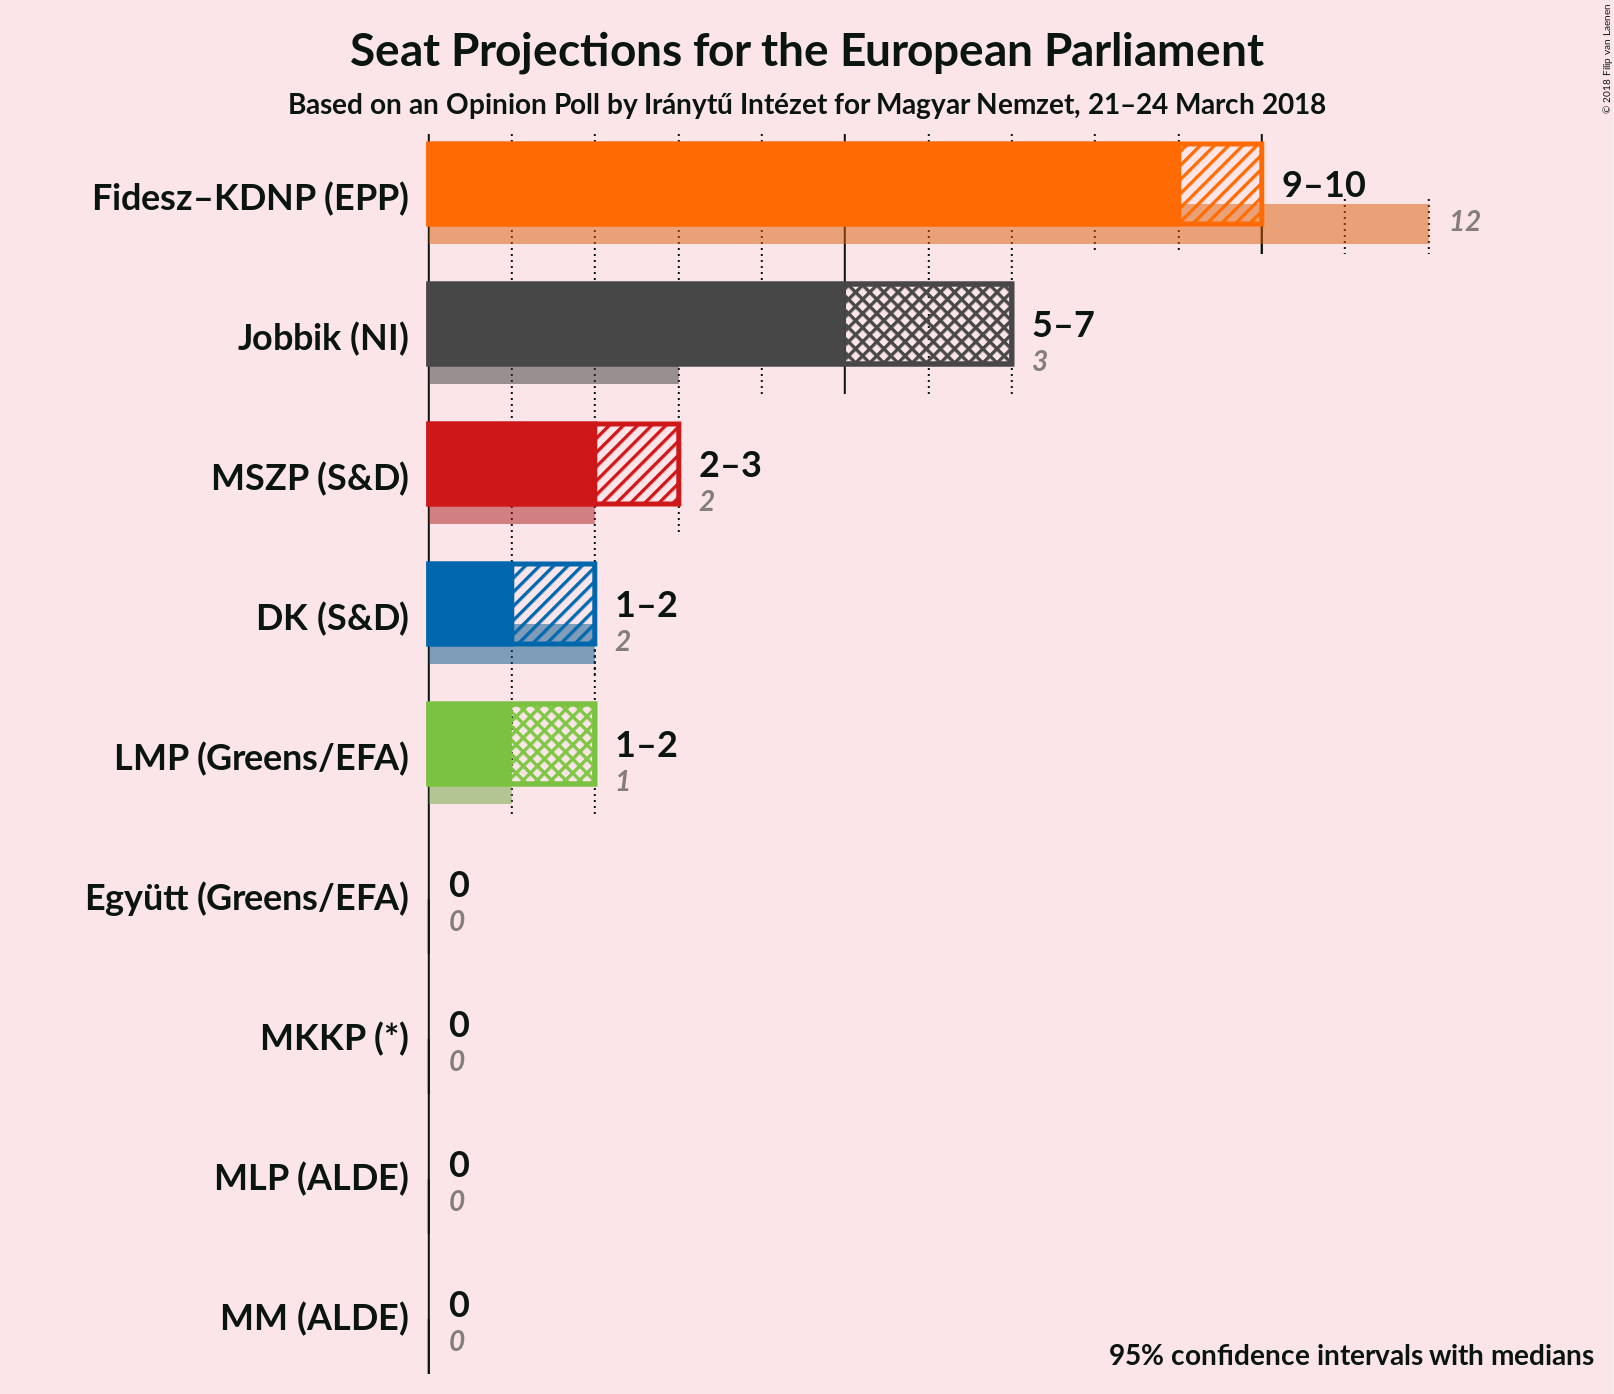 Seat Projections for the European Parliament
Based on an Opinion Poll by Iránytű Intézet for Magyar Nemzet, 21–24 March 2018
© 2018 Filip van Laenen
Fidesz–KDNP (EPP)
9–10
12
Jobbik (NI)
5–7
3
MSZP (S&D)
2–3
2
DK (S&D)
1–2
2
LMP (Greens/EFA)
1–2
1
Együtt (Greens/EFA)
0
0
MKKP (*)
0
0
MLP (ALDE)
0
0
MM (ALDE)
0
0
95% confidence intervals with medians